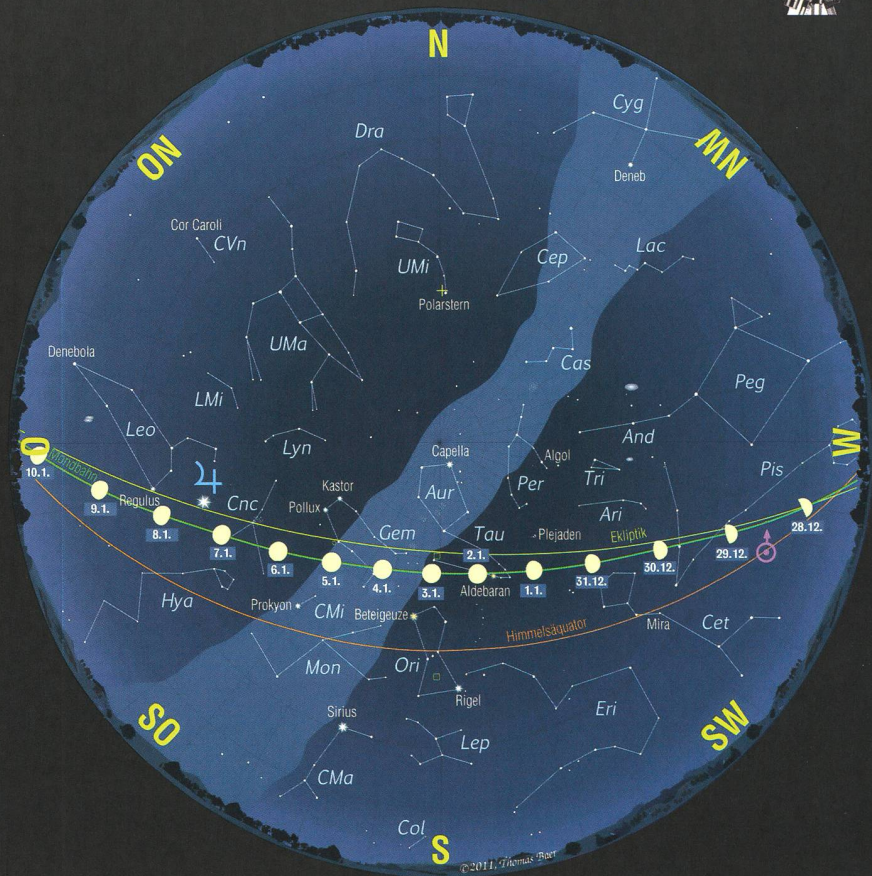 N
Cyg
Dra
NO
NW
Deneb
Cor Caroli
CVn
Lac
Cep
UMi
Polarstern
UMa
Denebola
Cas
Peg
LMi
Leo
And
O
W
Lyn
Capella
Algol
Mondbahn
10.1.
Pis
Tri
Kastor
Aur
Per
9.1.
Regulus
Cnc
Pollux
Ari
28.12.
8.1.
Gem
Tau
Plejaden
Ekliptik
7.1.
2.1.
29.12.
6.1.
30.12.
5.1.
4.1.
3.1.
Aldebaran
1.1.
31.12.
Hya
Prokyon
CMi
Beteigeuze
Mira
Cet
Himmelsäquator
Mon
Ori
Rigel
Eri
SO
Sirius
SW
Lep
CMa
Col
S
©2011, Thomas Baer